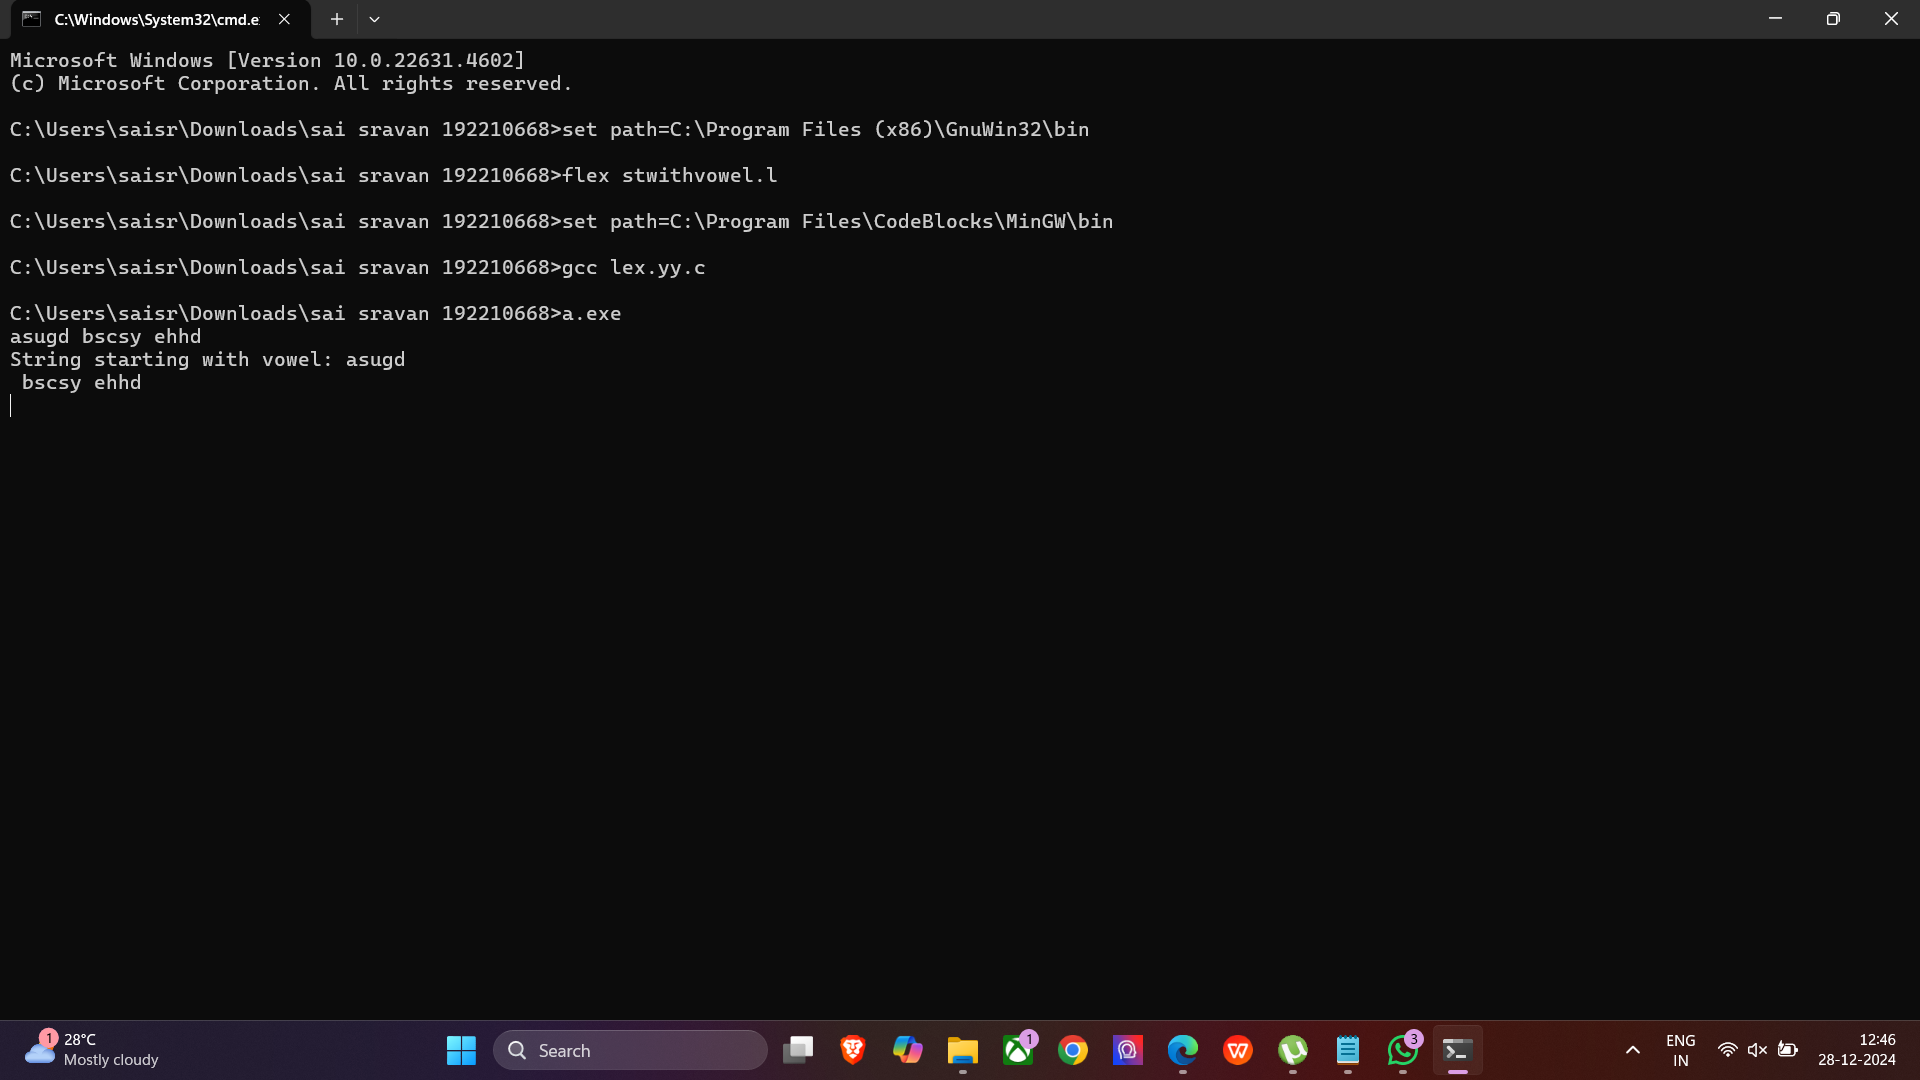 C:\Windows\System32\cmd.e
Microsoft Windows [Version 10.0.22631.4602]
(c) Microsoft Corporation. All rights reserved.
C:\Users\saisr\Downloads\sai sravan 192210668>set path=C:\Program Files (x86)\GnuWin32\bin
C:\Users\saisr\Downloads\sai sravan 192210668>flex stwithvowel.l
C:\Users\saisr\Downloads\sai sravan 192210668>set path=C:\Program Files\CodeBlocks\MinGW\bin
C:\Users\saisr\Downloads\sai sravan 192210668>gcc lex.yy.c
C:\Users\saisr\Downloads\sai sravan 192210668>a.exe
asugd bscsy ehhd
String starting with vowel: asugd
 bscsy ehhd
1
28°C
Mostly cloudy
Search
1
W
3
ENG
IN
12:46
28-12-2024